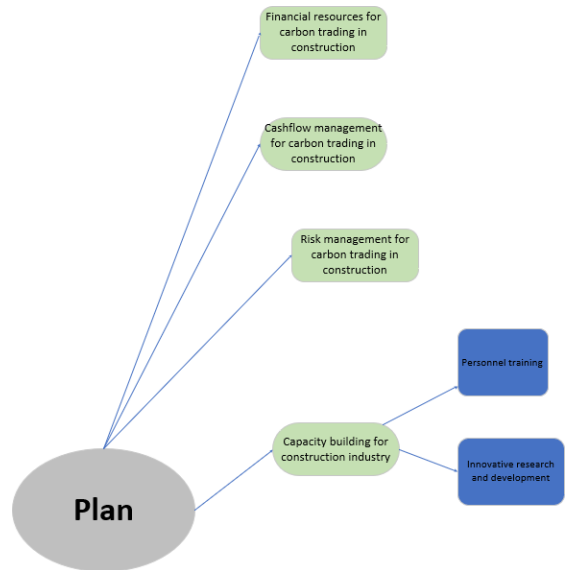 Financial resources for
carbon trading in
construction
Cashflow management
for carbon trading in
construction
Risk management for
carbon trading in
construction
Personnel training
Capacity building for
construction industry
Innovative research
and development
Plan